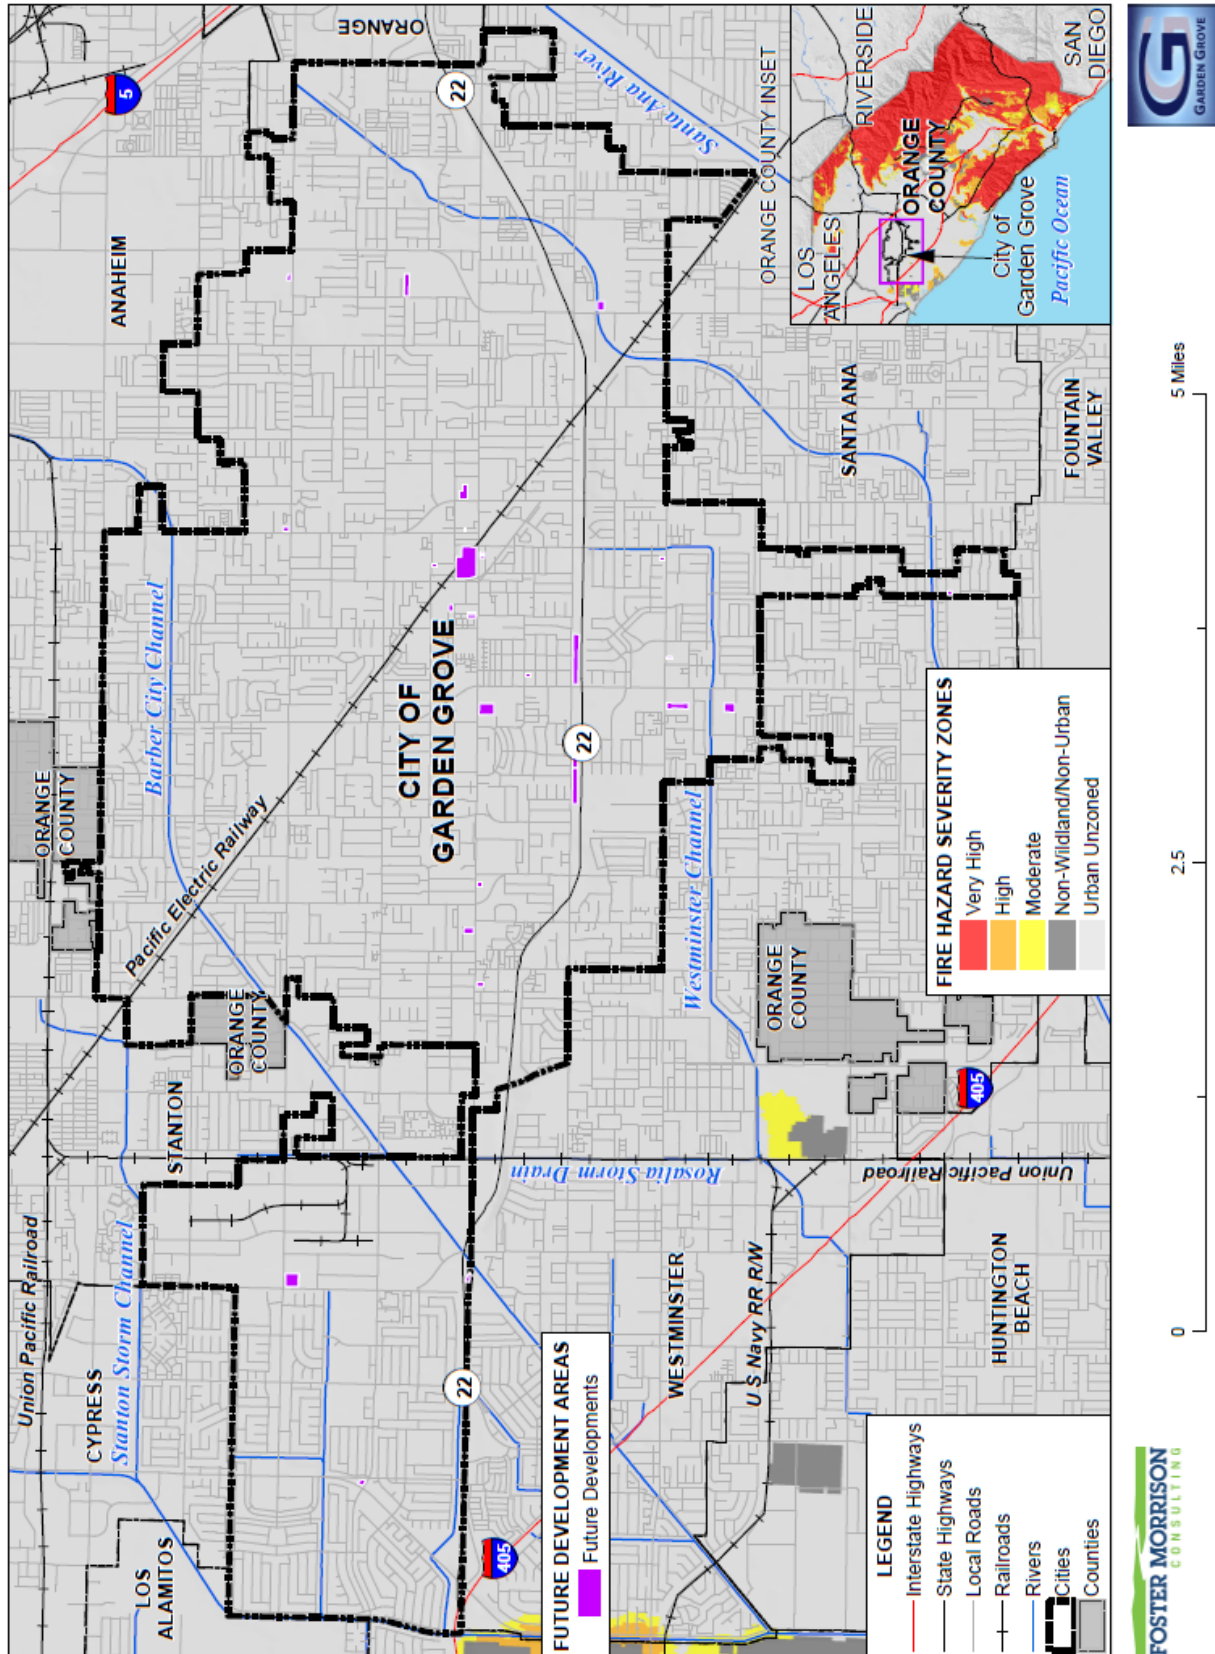 Union Pacific Railroad
CYPRESS
Stanton Storm Channel
LOS
ALAMITOS
STANTON
ORANGE
COUNTY
ORANGE
COUNTY
Pacific Electric Railway
Barber City Channel
ANAHEIM
5
ORANGE
22
Santa Ana River
CITY OF
GARDEN GROVE
22
22
405
Rosalia Storm Drain
Westminster Channel
WESTMINSTER
U S Navy RR R/W
Union Pacific Railroad
405
ORANGE
COUNTY
HUNTINGTON
BEACH
SANTA ANA
FOUNTAIN
VALLEY
FUTURE DEVELOPMENT AREAS
Future Developments
LEGEND
Interstate Highways
State Highways
Local Roads
Railroads
Rivers
Cities
Counties
FIRE HAZARD SEVERITY ZONES
Very High
High
Moderate
Non-Wildland/Non-Urban
Urban Unzoned
ORANGE COUNTY INSET
LOS
ANGELES
RIVERSIDE
ORANGE
COUNTY
SAN
DIEGO
City of
Garden Grove
Pacific Ocean
FOSTER MORRISON
CONSULTING
0
2.5
5 Miles
G
GARDEN GROVE